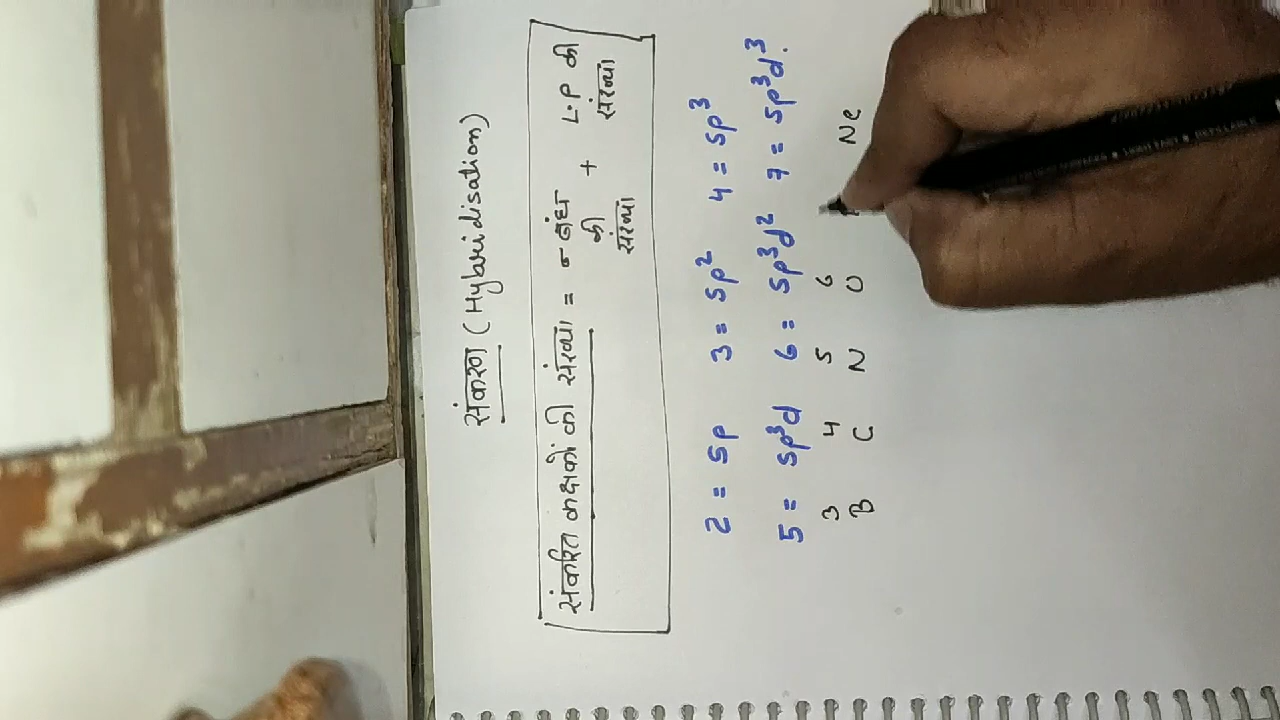 संकरण (Hybridisation)
संकरित कक्षकों की संख्या = σ बंध + L.P की
की संख्या
संख्या
2 = sp 3 = sp² 4 = sp³
5 = sp³d 6 = sp³d² 7 = sp³d³.
3 4 5 6
B C N O Ne